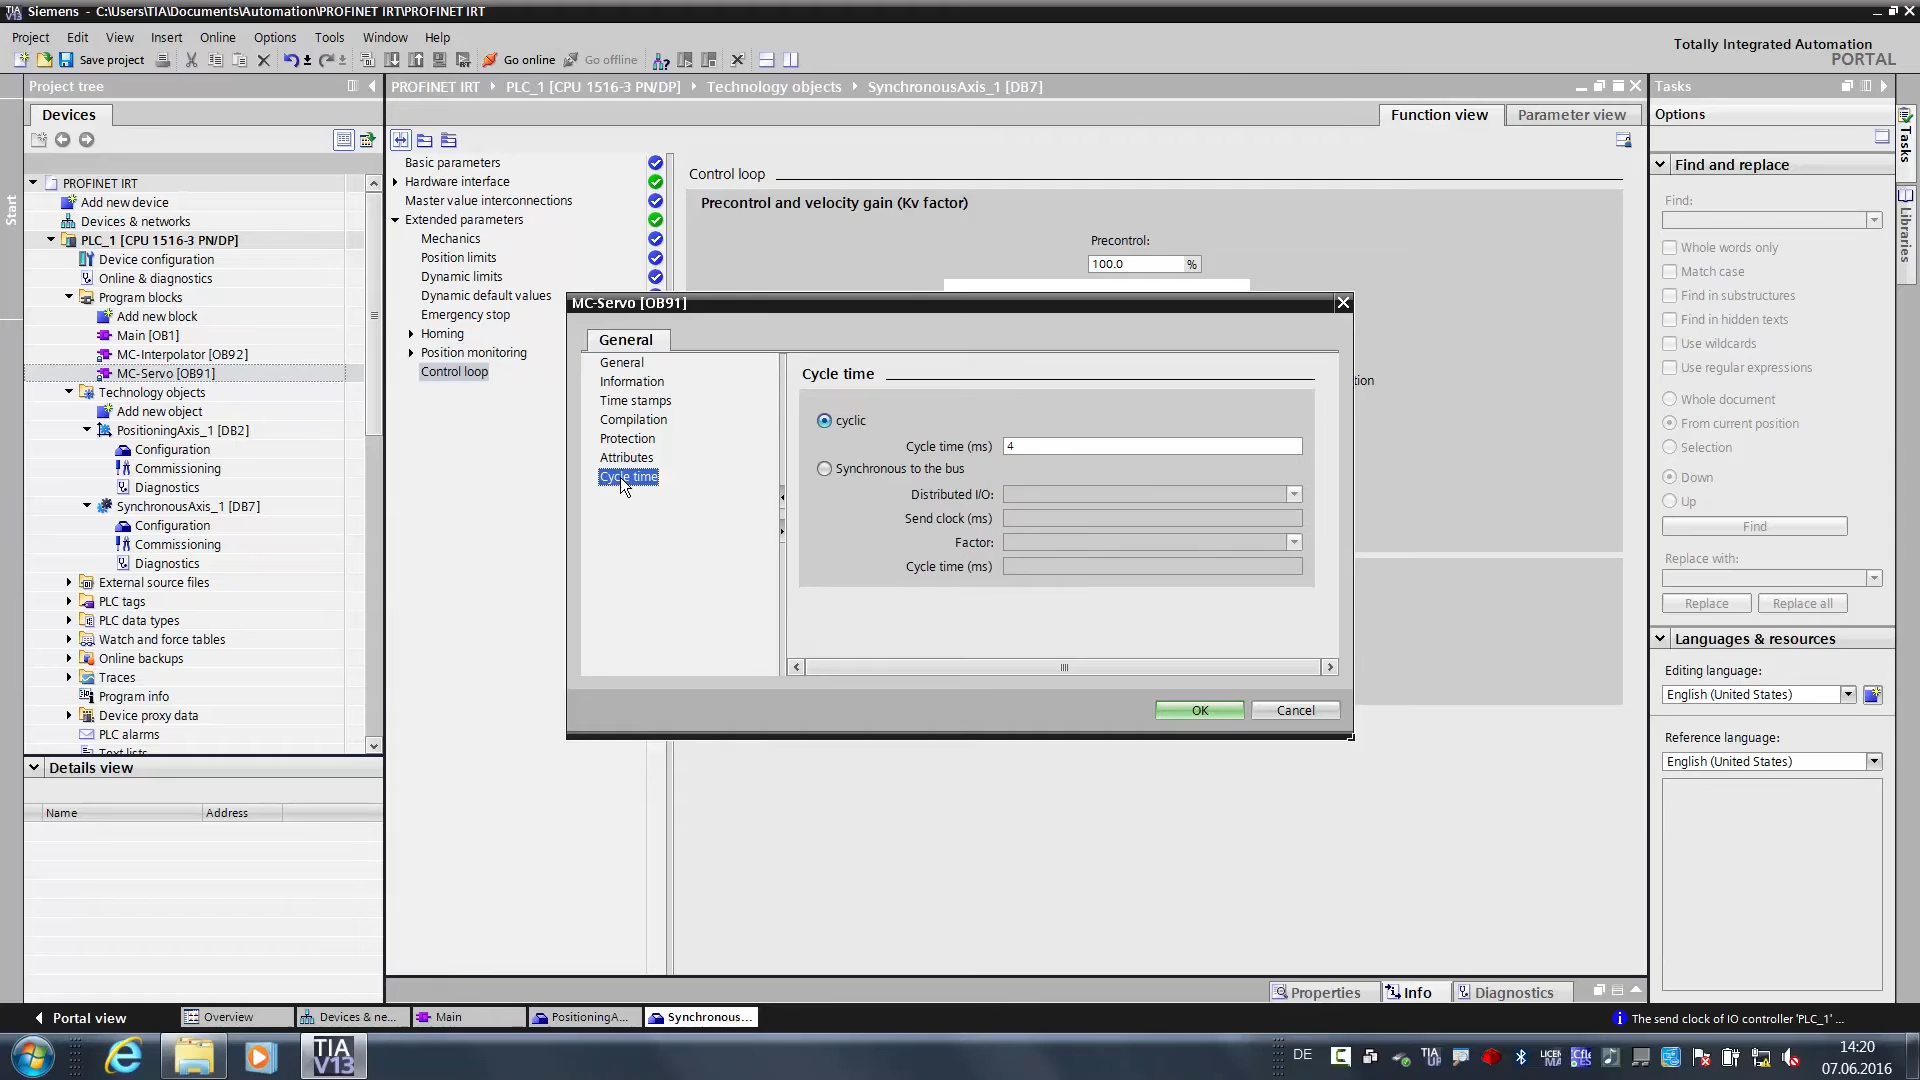 Siemens - C:\Users\TIA\Documents\Automation\PROFINET IRT\PROFINET IRT
Project Edit View Insert Online Options Tools Window Help
Totally Integrated Automation
PORTAL
Save project Go online Go offline
Project tree
PROFINET IRT PLC_1 [CPU 1516-3 PN/DP] Technology objects SynchronousAxis_1 [DB7]
Tasks
Devices
Function view Parameter view
Options
Start
PROFINET IRT
Add new device
Devices & networks
PLC_1 [CPU 1516-3 PN/DP]
Device configuration
Online & diagnostics
Program blocks
Add new block
Main [OB1]
MC-Interpolator [OB92]
MC-Servo [OB91]
Technology objects
Add new object
PositioningAxis_1 [DB2]
Configuration
Commissioning
Diagnostics
SynchronousAxis_1 [DB7]
Configuration
Commissioning
Diagnostics
External source files
PLC tags
PLC data types
Watch and force tables
Online backups
Traces
Program info
Device proxy data
PLC alarms
Text lists
Details view
Name Address
Basic parameters
Hardware interface
Master value interconnections
Extended parameters
Mechanics
Position limits
Dynamic limits
Dynamic default values
Emergency stop
Homing
Position monitoring
Control loop
Control loop
Precontrol and velocity gain (Kv factor)
Precontrol:
100.0 %
tion
MC-Servo [OB91]
General
General
Information
Time stamps
Compilation
Protection
Attributes
Cycle time
Cycle time
cyclic
Cycle time (ms) 4
Synchronous to the bus
Distributed I/O:
Send clock (ms)
Factor:
Cycle time (ms)
OK Cancel
Find and replace
Find:
Whole words only
Match case
Find in substructures
Find in hidden texts
Use wildcards
Use regular expressions
Whole document
From current position
Selection
Down
Up
Find
Replace with:
Replace Replace all
Languages & resources
Editing language:
English (United States)
Reference language:
English (United States)
Tasks
Libraries
Properties Info Diagnostics
Portal view Overview Devices & ne... Main PositioningA... Synchronous...
The send clock of IO controller 'PLC_1' ...
TIA
V13
DE
14:20
07.06.2016